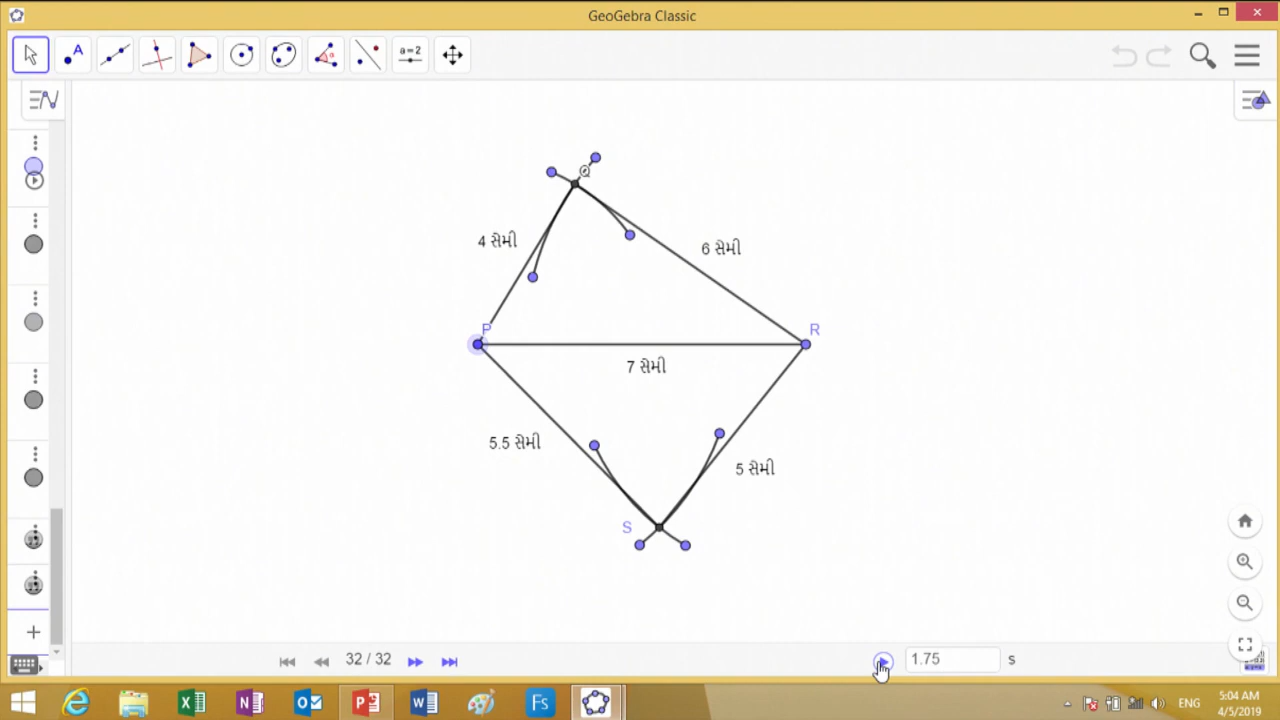 GeoGebra Classic
A
a=2
Q
4 સેમી
6 સેમી
P
R
7 સેમી
5.5 સેમી
5 સેમી
S
32 / 32
1.75 s
ENG
5:04 AM
4/5/2019